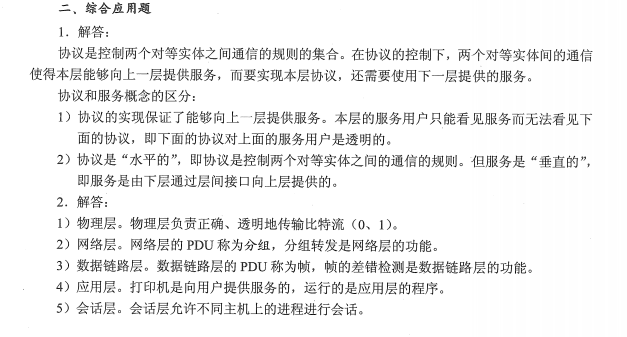 二、综合应用题
1．解答：
协议是控制两个对等实体之间通信的规则的集合。在协议的控制下，两个对等实体间的通信
使得本层能够向上一层提供服务，而要实现本层协议，还需要使用下一层提供的服务。
协议和服务概念的区分：
1）协议的实现保证了能够向上一层提供服务。本层的服务用户只能看见服务而无法看见下
面的协议，即下面的协议对上面的服务用户是透明的。
2）协议是“水平的”，即协议是控制两个对等实体之间的通信的规则。但服务是“垂直的”，
即服务是由下层通过层间接口向上层提供的。
2．解答：
1）物理层。物理层负责正确、透明地传输比特流（0、1）。
2）网络层。网络层的 PDU 称为分组，分组转发是网络层的功能。
3）数据链路层。数据链路层的 PDU 称为帧，帧的差错检测是数据链路层的功能。
4）应用层。打印机是向用户提供服务的，运行的是应用层的程序。
5）会话层。会话层允许不同主机上的进程进行会话。